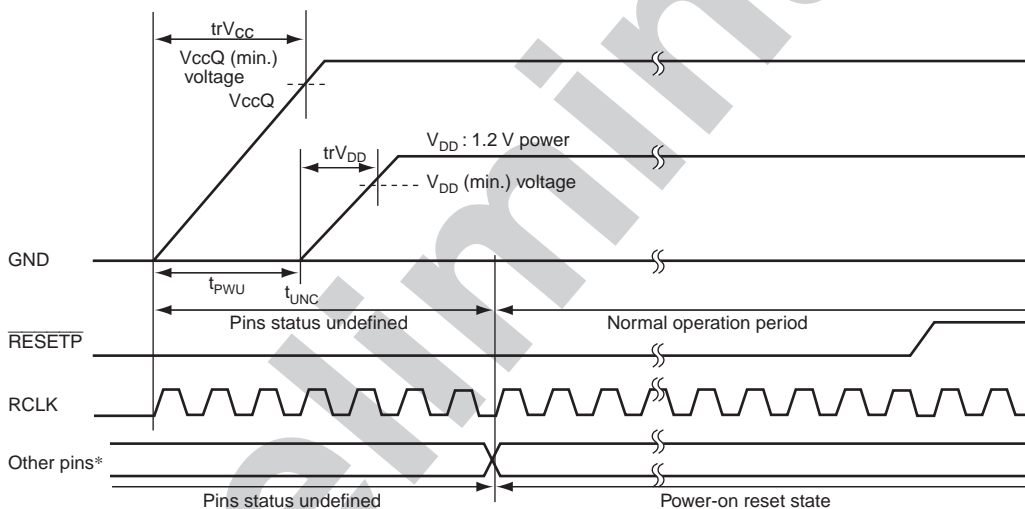 trVCC
VccQ (min.)
voltage
VccQ
trVDD
VDD : 1.2 V power
VDD (min.) voltage
GND
tPWU
tUNC
Pins status undefined
Normal operation period
RESETP
RCLK
Other pins*
Pins status undefined
Power-on reset state
elimin